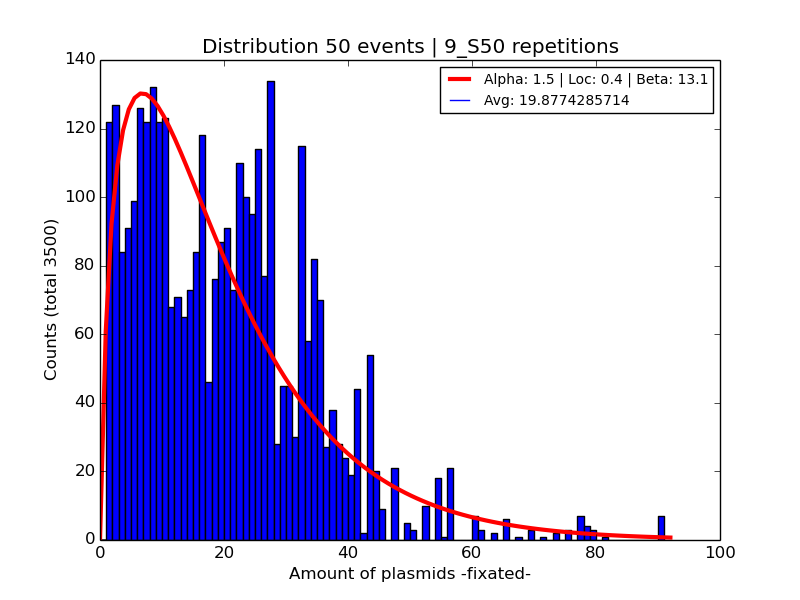 Distribution 50 events | 9_S50 repetitions
Alpha: 1.5 | Loc: 0.4 | Beta: 13.1
Avg: 19.8774285714
140
120
100
80
60
40
20
0
Counts (total 3500)
0 20 40 60 80 100
Amount of plasmids -fixated-